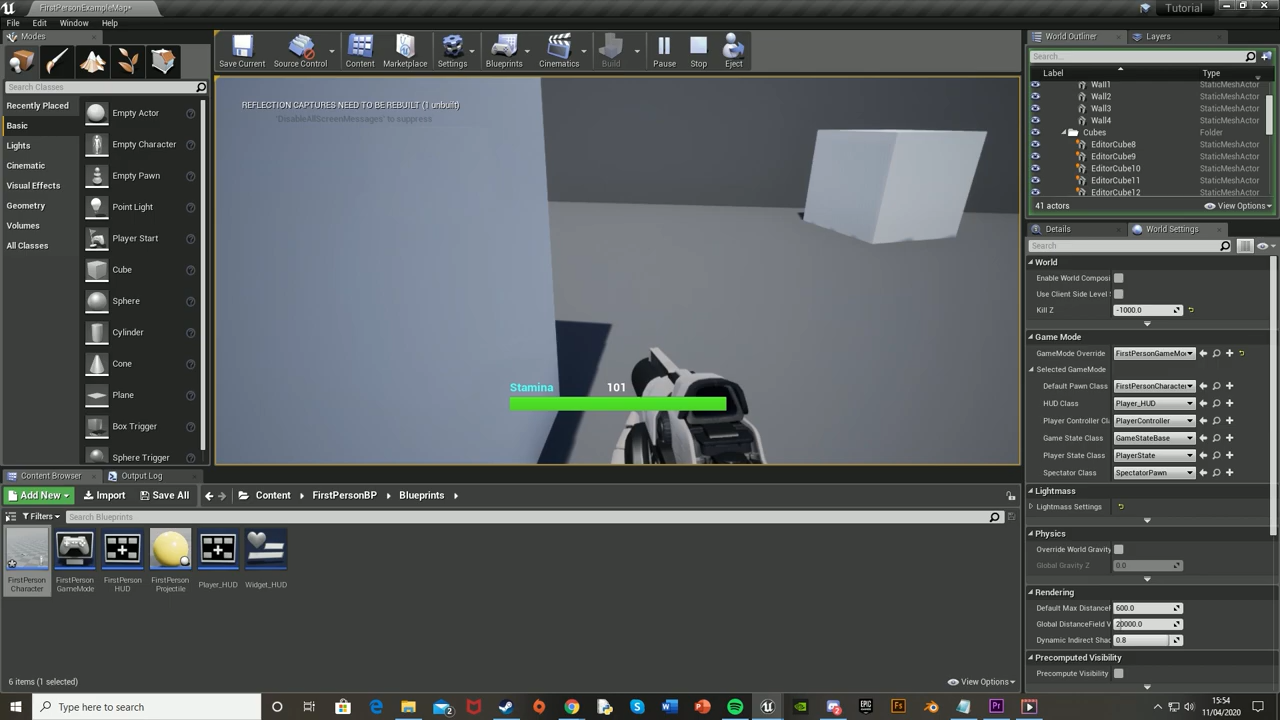 FirstPersonExampleMap*
Tutorial
File Edit Window Help
Modes
Search Classes
Recently Placed
Basic
Lights
Cinematic
Visual Effects
Geometry
Volumes
All Classes
Empty Actor
Empty Character
Empty Pawn
Point Light
Player Start
Cube
Sphere
Cylinder
Cone
Plane
Box Trigger
Sphere Trigger
Save Current
Source Control
Content
Marketplace
Settings
Blueprints
Cinematics
Build
Pause
Stop
Eject
REFLECTION CAPTURES NEED TO BE REBUILT (1 unbuilt)
'DisableAllScreenMessages' to suppress
Stamina 101
World Outliner
Layers
Search...
Label Type
Wall1 StaticMeshActor
Wall2 StaticMeshActor
Wall3 StaticMeshActor
Wall4 StaticMeshActor
Cubes Folder
EditorCube8 StaticMeshActor
EditorCube9 StaticMeshActor
EditorCube10 StaticMeshActor
EditorCube11 StaticMeshActor
EditorCube12 StaticMeshActor
41 actors
View Options
Details
World Settings
Search
World
Enable World Composi
Use Client Side Level
Kill Z -1000.0
Game Mode
GameMode Override FirstPersonGameMo
Selected GameMode
Default Pawn Class FirstPersonCharacter
HUD Class Player_HUD
Player Controller Cl PlayerController
Game State Class GameStateBase
Player State Class PlayerState
Spectator Class SpectatorPawn
Lightmass
Lightmass Settings
Physics
Override World Gravity
Global Gravity Z 0.0
Rendering
Default Max Distance 600.0
Global DistanceField V 20000.0
Dynamic Indirect Shad 0.8
Precomputed Visibility
Precompute Visibility
Content Browser
Output Log
Add New
Import
Save All
Content
FirstPersonBP
Blueprints
Filters
Search Blueprints
FirstPerson
Character
FirstPerson
GameMode
FirstPerson
HUD
FirstPerson
Projectile
Player_HUD
Widget_HUD
6 items (1 selected)
View Options
Type here to search
15:54
11/04/2020